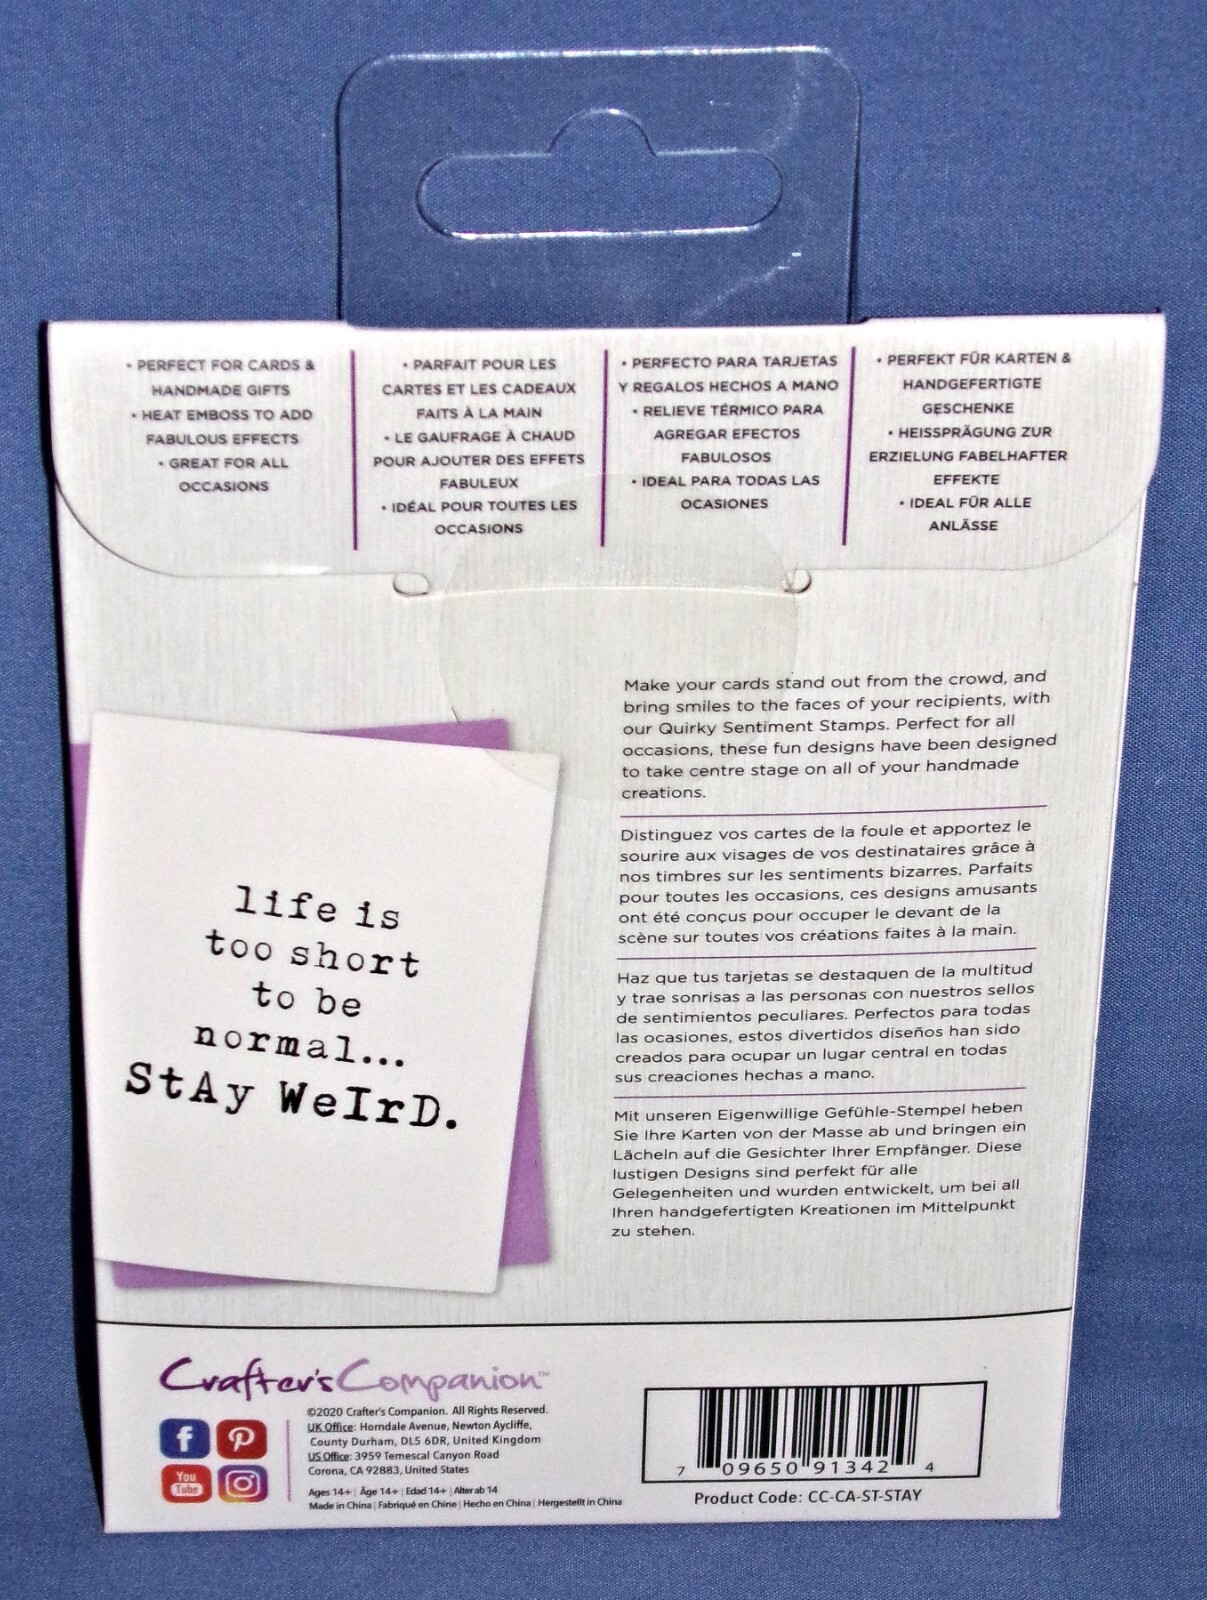 • PERFECT FOR CARDS &
HANDMADE GIFTS
• HEAT EMBOSS TO ADD
FABULOUS EFFECTS
• GREAT FOR ALL
OCCASIONS
• PARFAIT POUR LES
CARTES ET LES CADEAUX
FAITS À LA MAIN
• LE GAUFRAGE À CHAUD
POUR AJOUTER DES EFFETS
FABULEUX
• IDÉAL POUR TOUTES LES
OCCASIONS
• PERFECTO PARA TARJETAS
Y REGALOS HECHOS A MANO
• RELIEVE TÉRMICO PARA
AGREGAR EFECTOS
FABULOSOS
• IDEAL PARA TODAS LAS
OCASIONES
• PERFEKT FÜR KARTEN &
HANDGEFERTIGTE
GESCHENKE
• HEISSPRÄGUNG ZUR
ERZIELUNG FABELHAFTER
EFFEKTE
• IDEAL FÜR ALLE
ANLÄSSE
life is
too short
to be
normal...
StAy WeIrD.
Make your cards stand out from the crowd, and
bring smiles to the faces of your recipients, with
our Quirky Sentiment Stamps. Perfect for all
occasions, these fun designs have been designed
to take centre stage on all of your handmade
creations.
Distinguez vos cartes de la foule et apportez le
sourire aux visages de vos destinataires grâce à
nos timbres sur les sentiments bizarres. Parfaits
pour toutes les occasions, ces designs amusants
ont été conçus pour occuper le devant de la
scène sur toutes vos créations faites à la main.
Haz que tus tarjetas se destaquen de la multitud
y trae sonrisas a las personas con nuestros sellos
de sentimientos peculiares. Perfectos para todas
las ocasiones, estos divertidos diseños han sido
creados para ocupar un lugar central en todas
sus creaciones hechas a mano.
Mit unseren Eigenwillige Gefühle-Stempel heben
Sie Ihre Karten von der Masse ab und bringen ein
Lächeln auf die Gesichter Ihrer Empfänger. Diese
lustigen Designs sind perfekt für alle
Gelegenheiten und wurden entwickelt, um bei all
Ihren handgefertigten Kreationen im Mittelpunkt
zu stehen.
Crafter's Companion™
You
Tube
©2020 Crafter's Companion. All Rights Reserved.
UK Office: Horndale Avenue, Newton Aycliffe,
County Durham, DL5 6DR, United Kingdom
US Office: 3959 Temescal Canyon Road
Corona, CA 92883, United States
Ages 14+ | Âge 14+ | Edad 14+ | Alter ab 14
Made in China | Fabriqué en Chine | Hecho en China | Hergestellt in China
7 09650 91342 4
Product Code: CC-CA-ST-STAY